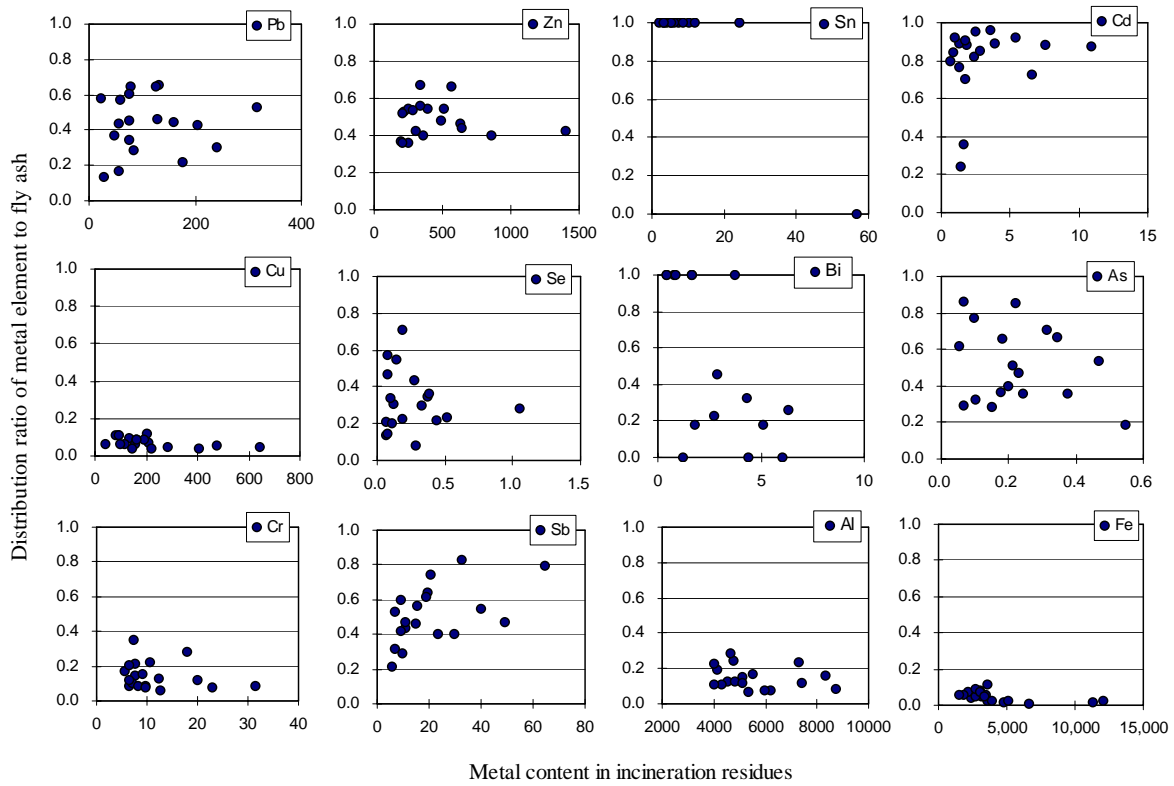 Distribution ratio of metal element to fly ash
1.0 0.8 0.6 0.4 0.2 0.0
Pb
0 200 400
1.0 0.8 0.6 0.4 0.2 0.0
Zn
0 500 1000 1500
1.0 0.8 0.6 0.4 0.2 0.0
Sn
0 20 40 60
1.0 0.8 0.6 0.4 0.2 0.0
Cd
0 5 10 15
1.0 0.8 0.6 0.4 0.2 0.0
Cu
0 200 400 600 800
1.0 0.8 0.6 0.4 0.2 0.0
Se
0.0 0.5 1.0 1.5
1.0 0.8 0.6 0.4 0.2 0.0
Bi
0 5 10
1.0 0.8 0.6 0.4 0.2 0.0
As
0.0 0.2 0.4 0.6
1.0 0.8 0.6 0.4 0.2 0.0
Cr
0 10 20 30 40
1.0 0.8 0.6 0.4 0.2 0.0
Sb
0 20 40 60 80
1.0 0.8 0.6 0.4 0.2 0.0
Al
2000 4000 6000 8000 10000
1.0 0.8 0.6 0.4 0.2 0.0
Fe
0 5,000 10,000 15,000
Metal content in incineration residues